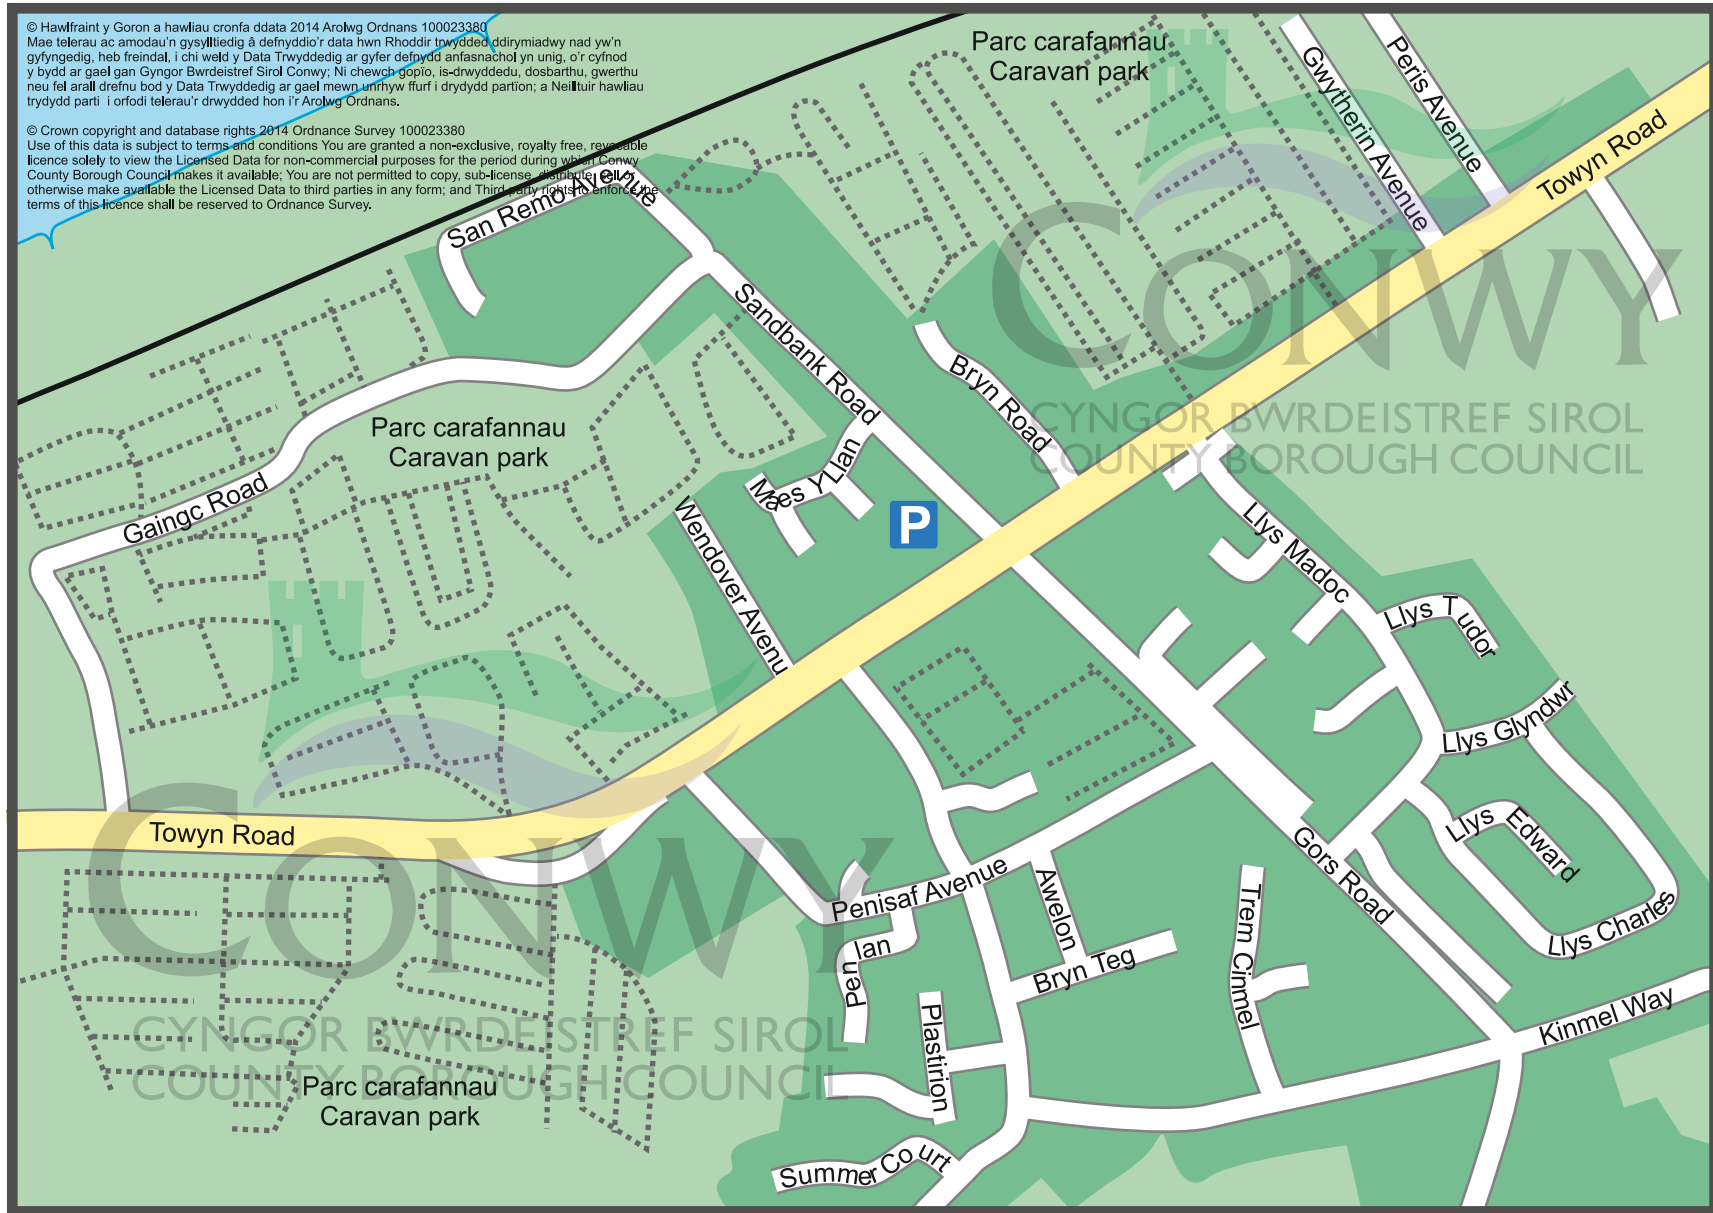 © Hawlfraint y Goron a hawliau cronfa ddata 2014 Arolwg Ordnans 100023380
Mae telerau ac amodau'n gysylltiedig â defnyddio'r data hwn Rhoddir trwydded ddirymiadwy nad yw'n
gyfyngedig, heb freindal, i chi weld y Data Trwyddedig ar gyfer defnydd anfasnachol yn unig, o'r cyfnod
y bydd ar gael gan Gyngor Bwrdeistref Sirol Conwy; Ni chewch gopïo, is-drwyddedu, dosbarthu, gwerthu
neu fel arall drefnu bod y Data Trwyddedig ar gael mewn unrhyw ffurf i drydydd partïon; a Neilltuir hawliau
trydydd parti i orfodi telerau'r drwydded hon i'r Arolwg Ordnans.
© Crown copyright and database rights 2014 Ordnance Survey 100023380
Use of this data is subject to terms and conditions You are granted a non-exclusive, royalty free, revocable
licence solely to view the Licensed Data for non-commercial purposes for the period during which Conwy
County Borough Council makes it available; You are not permitted to copy, sub-license, distribute, sell or
otherwise make available the Licensed Data to third parties in any form; and Third party rights to enforce the
terms of this licence shall be reserved to Ordnance Survey.
Parc carafannau
Caravan park
Gwytherin Avenue
Peris Avenue
Towyn Road
San Remo Avenue
Sandbank Road
Bryn Road
CONWY
CYNGOR BWRDEISTREF SIROL
COUNTY BOROUGH COUNCIL
Parc carafannau
Caravan park
Maes Y Llan
Gaingc Road
Wendover Avenu
P
Llys Madoc
Llys Tudor
Llys Glyndwr
Towyn Road
CONWY
CYNGOR BWRDEISTREF SIROL
COUNTY BOROUGH COUNCIL
Llys Edward
Gors Road
Penisaf Avenue
Awelon
Trem Cinmel
Llys Charles
Pen lan
Bryn Teg
Kinmel Way
Plastirion
Parc carafannau
Caravan park
Summer Court